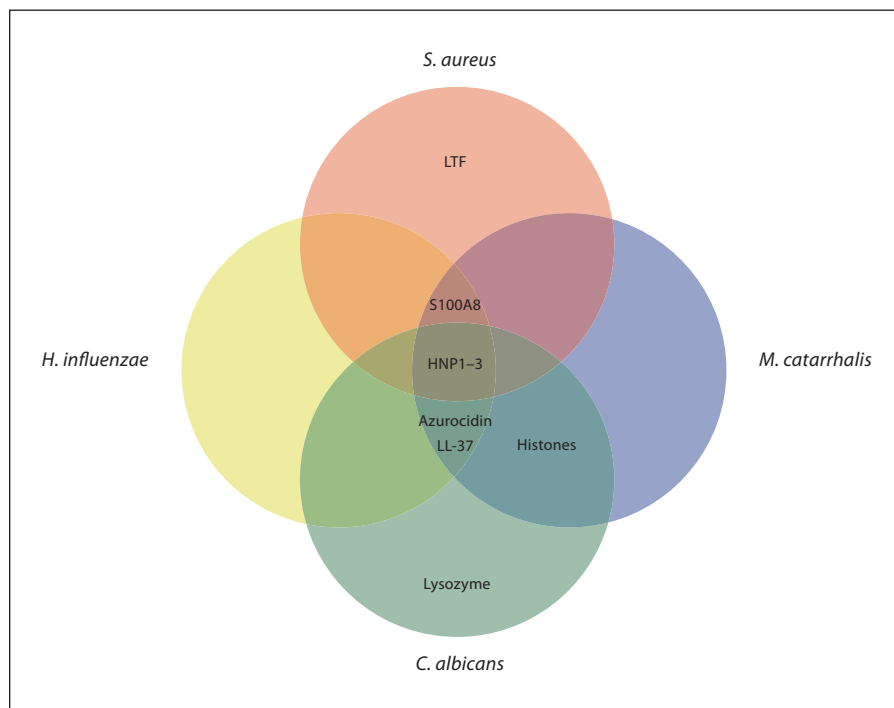 S. aureus
LTF
S100A8
H. influenzae
HNP1–3
M. catarrhalis
Azurocidin
LL-37
Histones
Lysozyme
C. albicans